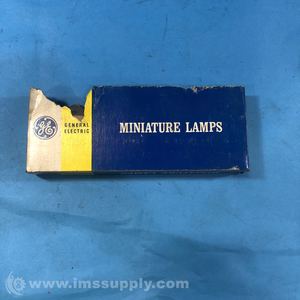 GE
GENERAL
ELECTRIC
MINIATURE LAMPS
© www.imssupply.com